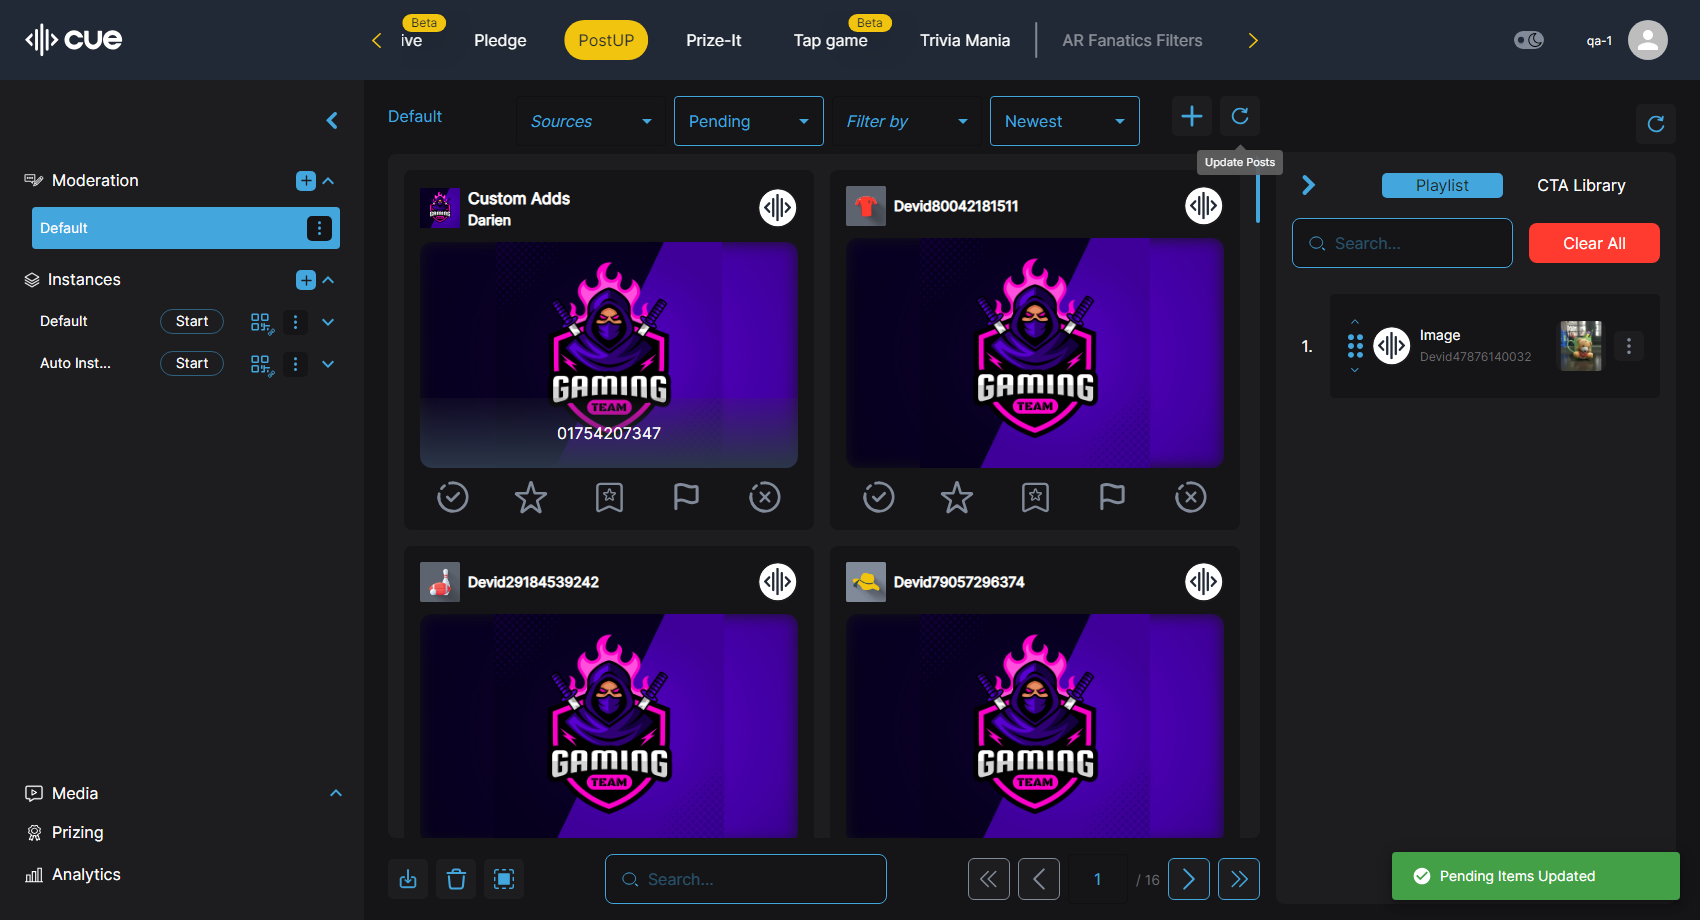 cue
Beta
ive
Pledge
PostUP
Prize-It
Beta
Tap game
Trivia Mania
AR Fanatics Filters
qa-1
Default
Sources
Pending
Filter by
Newest
Update Posts
Moderation
Default
Instances
Default
Start
Auto Inst...
Start
Media
Prizing
Analytics
Custom Adds
Darien
GAMING
TEAM
01754207347
Devid80042181511
GAMING
TEAM
Devid29184539242
GAMING
TEAM
Devid79057296374
GAMING
TEAM
Search...
1
/ 16
Playlist
CTA Library
Search...
Clear All
1.
Image
Devid47876140032
Pending Items Updated